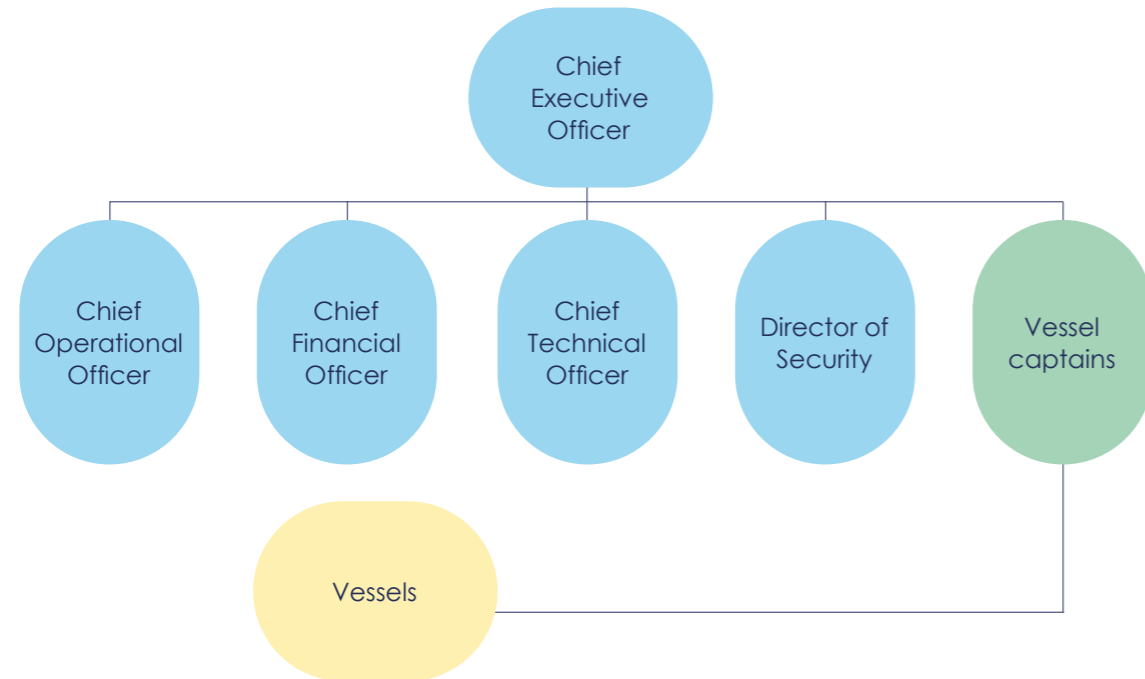 Chief
Executive
Officer
Chief
Operational
Officer
Chief
Financial
Officer
Chief
Technical
Officer
Director of
Security
Vessel
captains
Vessels